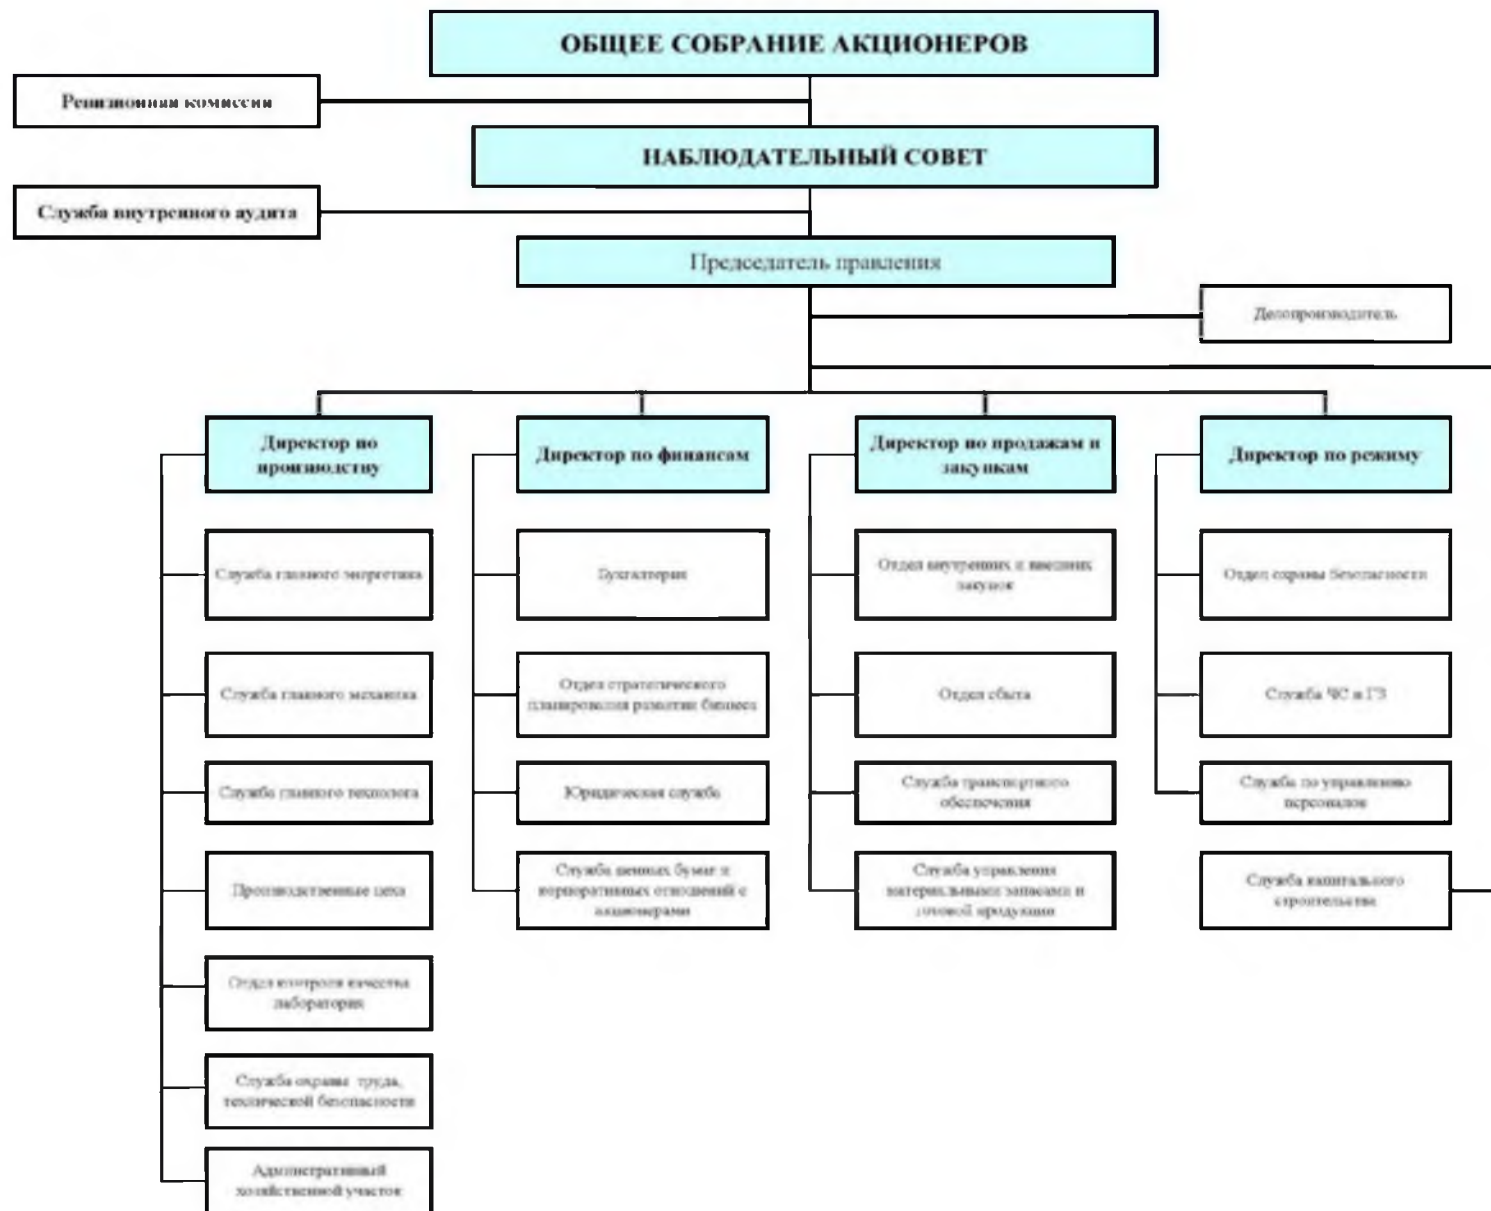 ОБЩЕЕ СОБРАНИЕ АКЦИОНЕРОВ
Ревизионная комиссии
НАБЛЮДАТЕЛЬНЫЙ СОВЕТ
Служба внутренного аудита
Председатель правления
Делопроизводитель
Директор по
производству
Директор по финансам
Директор по продажам и
закупкам
Директор по режиму
Служба главного энергетика
Бухгалтерия
Отдел внутренних и внешних
закупок
Отдел охраны безопасности
Служба главного механика
Отдел стратегического
планирования развитии бизнеса
Отдел сбыта
Служба ЧС и ГЗ
Служба главного технолога
Юридическая служба
Служба транспортного
обеспечения
Служба по управлению
персоналом
Производственные цеха
Служба ценных бумаг и
корпоративных отношений с
акционерами
Служба управления
материальными запасами и
готовой продукции
Служба капитального
строительства
Отдел контроля качества
лаборатория
Служба охраны труда,
технической безопасности
Административный
хозяйственной участок